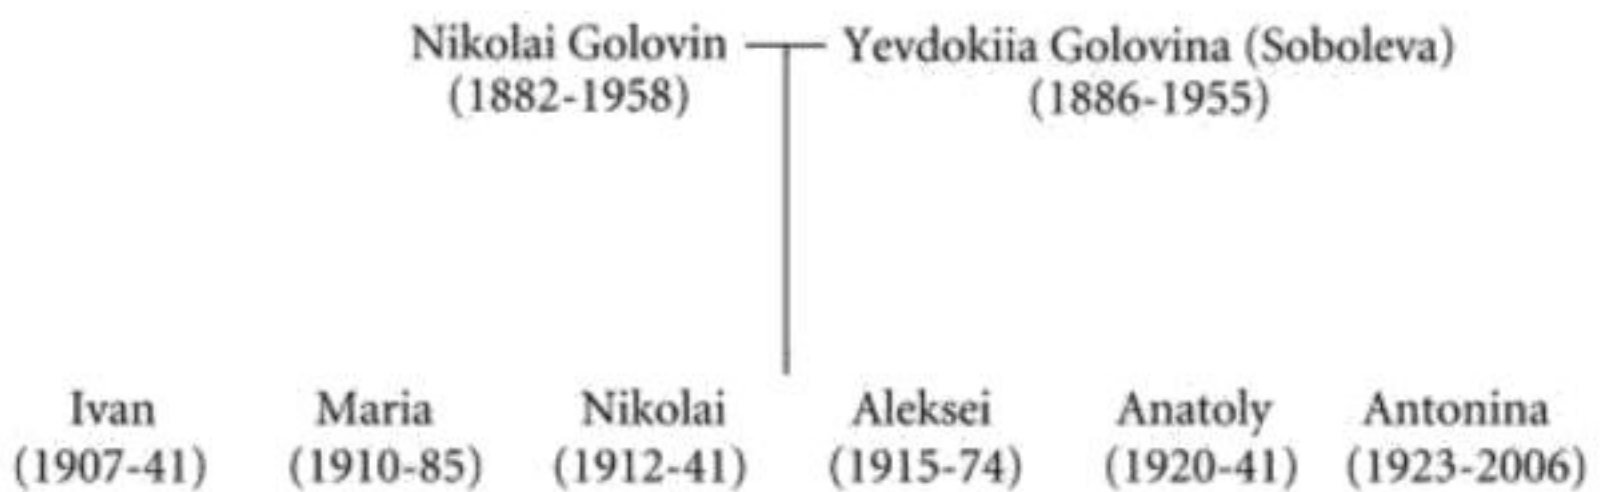 Nikolai Golovin Yevdokiia Golovina (Soboleva)
(1882-1958) (1886-1955)
Ivan Maria Nikolai Aleksei Anatoly Antonina
(1907-41) (1910-85) (1912-41) (1915-74) (1920-41) (1923-2006)